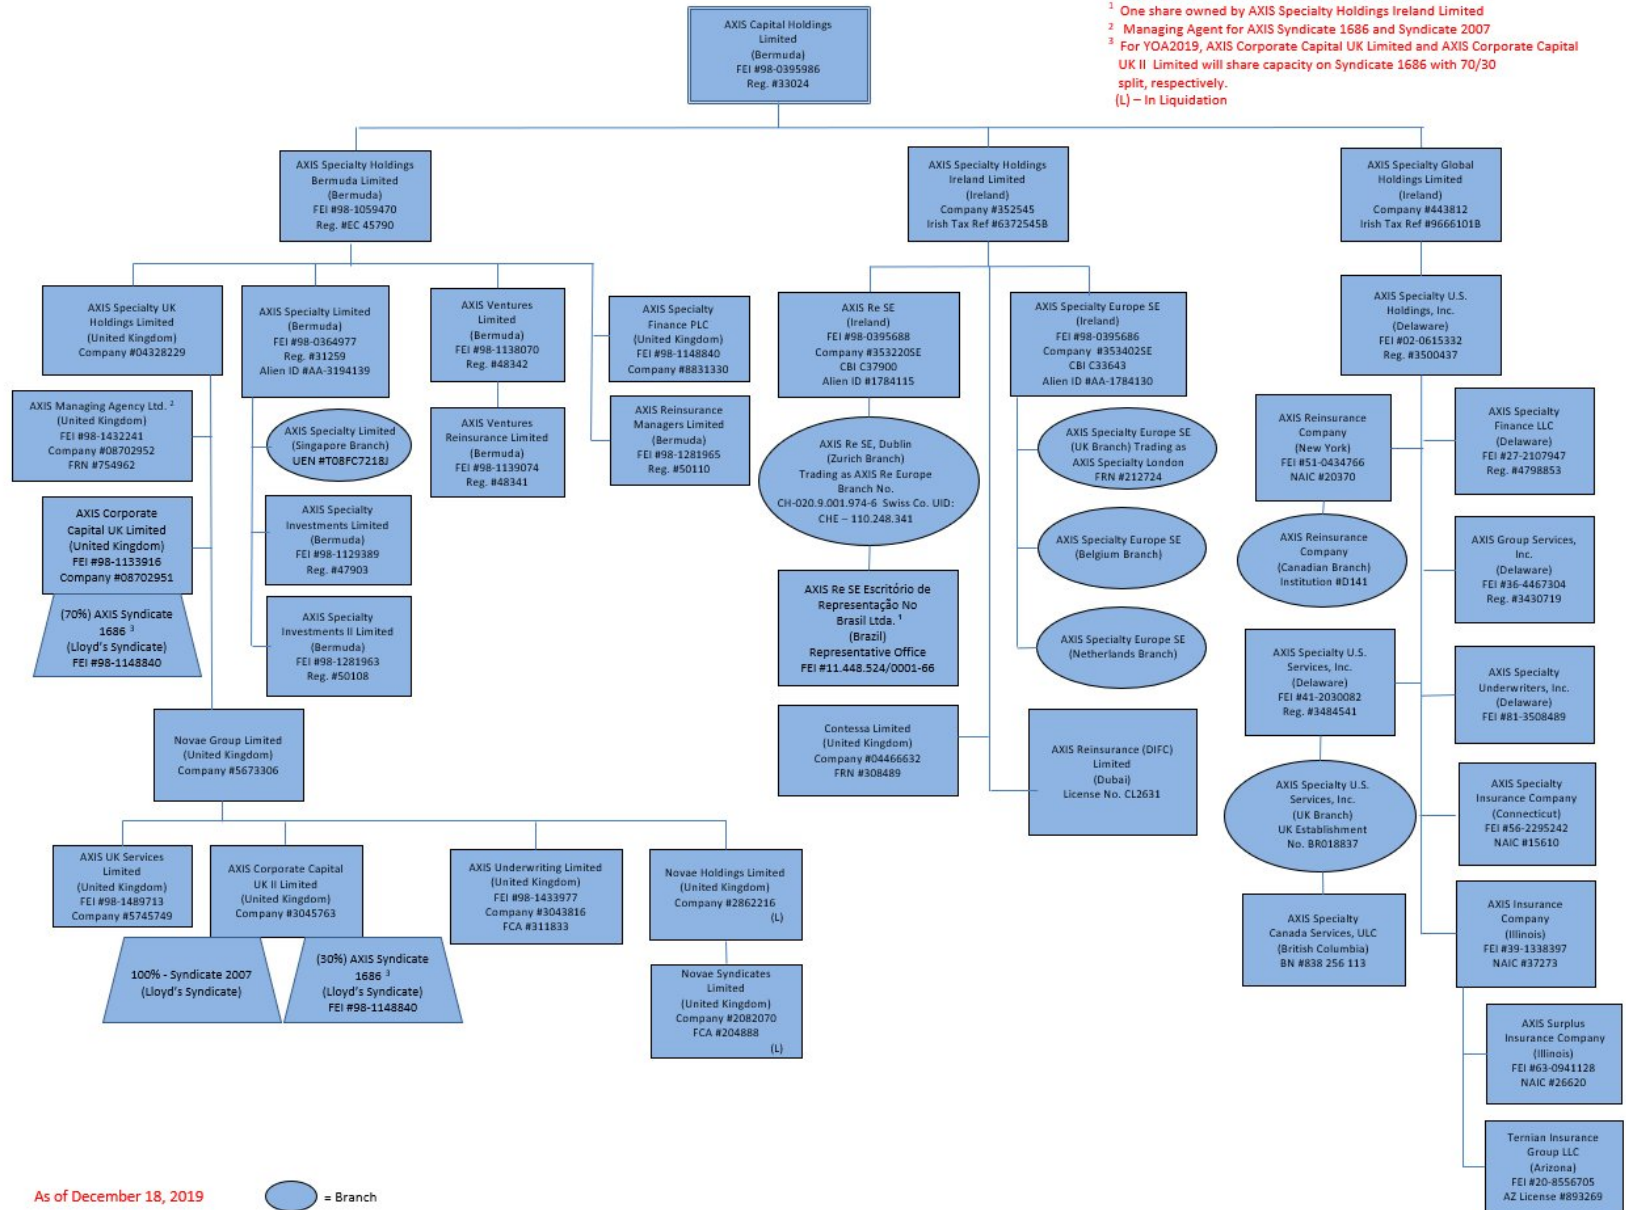 AXIS Capital Holdings
Limited
(Bermuda)
FEI #98-0395986
Reg. #33024
1 One share owned by AXIS Specialty Holdings Ireland Limited
2 Managing Agent for AXIS Syndicate 1686 and Syndicate 2007
3 For YOA2019, AXIS Corporate Capital UK Limited and AXIS Corporate Capital
UK II Limited will share capacity on Syndicate 1686 with 70/30
split, respectively.
(L) – In Liquidation
AXIS Specialty Holdings
Bermuda Limited
(Bermuda)
FEI #98-1059470
Reg. #EC 45790
AXIS Specialty Holdings
Ireland Limited
(Ireland)
Company #352545
Irish Tax Ref #6372545B
AXIS Specialty Global
Holdings Limited
(Ireland)
Company #443812
Irish Tax Ref #9666101B
AXIS Specialty UK
Holdings Limited
(United Kingdom)
Company #04328229
AXIS Specialty Limited
(Bermuda)
FEI #98-0364977
Reg. #31259
Alien ID #AA-3194139
AXIS Ventures
Limited
(Bermuda)
FEI #98-1138070
Reg. #48342
AXIS Specialty
Finance PLC
(United Kingdom)
FEI #98-1148840
Company #8831330
AXIS Re SE
(Ireland)
FEI #98-0395688
Company #353220SE
CBI C37900
Alien ID #1784115
AXIS Specialty Europe SE
(Ireland)
FEI #98-0395686
Company #353402SE
CBI C33643
Alien ID #AA-1784130
AXIS Specialty U.S.
Holdings, Inc.
(Delaware)
FEI #02-0615332
Reg. #3500437
AXIS Managing Agency Ltd. 2
(United Kingdom)
FEI #98-1432241
Company #08702952
FRN #754962
AXIS Specialty Limited
(Singapore Branch)
UEN #T08FC7218J
AXIS Ventures
Reinsurance Limited
(Bermuda)
FEI #98-1139074
Reg. #48341
AXIS Reinsurance
Managers Limited
(Bermuda)
FEI #98-1281965
Reg. #50110
AXIS Re SE, Dublin
(Zurich Branch)
Trading as AXIS Re Europe
Branch No.
CH-020.9.001.974-6 Swiss Co. UID:
CHE – 110.248.341
AXIS Specialty Europe SE
(UK Branch) Trading as
AXIS Specialty London
FRN #212724
AXIS Reinsurance
Company
(New York)
FEI #51-0434766
NAIC #20370
AXIS Specialty
Finance LLC
(Delaware)
FEI #27-2107947
Reg. #4798853
AXIS Corporate
Capital UK Limited
(United Kingdom)
FEI #98-1133916
Company #08702951
AXIS Specialty
Investments Limited
(Bermuda)
FEI #98-1129389
Reg. #47903
AXIS Specialty Europe SE
(Belgium Branch)
AXIS Reinsurance
Company
(Canadian Branch)
Institution #D141
AXIS Group Services,
Inc.
(Delaware)
FEI #36-4467304
Reg. #3430719
(70%) AXIS Syndicate
1686 3
(Lloyd's Syndicate)
FEI #98-1148840
AXIS Specialty
Investments II Limited
(Bermuda)
FEI #98-1281963
Reg. #50108
AXIS Re SE Escritório de
Representação No
Brasil Ltda. 1
(Brazil)
Representative Office
FEI #11.448.524/0001-66
AXIS Specialty Europe SE
(Netherlands Branch)
AXIS Specialty U.S.
Services, Inc.
(Delaware)
FEI #41-2030082
Reg. #3484541
AXIS Specialty
Underwriters, Inc.
(Delaware)
FEI #81-3508489
Novae Group Limited
(United Kingdom)
Company #5673306
Contessa Limited
(United Kingdom)
Company #04466632
FRN #308489
AXIS Reinsurance (DIFC)
Limited
(Dubai)
License No. CL2631
AXIS Specialty U.S.
Services, Inc.
(UK Branch)
UK Establishment
No. BR018837
AXIS Specialty
Insurance Company
(Connecticut)
FEI #56-2295242
NAIC #15610
AXIS UK Services
Limited
(United Kingdom)
FEI #98-1489713
Company #5745749
AXIS Corporate Capital
UK II Limited
(United Kingdom)
Company #3045763
AXIS Underwriting Limited
(United Kingdom)
FEI #98-1433977
Company #3043816
FCA #311833
Novae Holdings Limited
(United Kingdom)
Company #2862216
(L)
AXIS Specialty
Canada Services, ULC
(British Columbia)
BN #838 256 113
AXIS Insurance
Company
(Illinois)
FEI #39-1338397
NAIC #37273
100% - Syndicate 2007
(Lloyd's Syndicate)
(30%) AXIS Syndicate
1686 3
(Lloyd's Syndicate)
FEI #98-1148840
Novae Syndicates
Limited
(United Kingdom)
Company #2082070
FCA #204888
(L)
AXIS Surplus
Insurance Company
(Illinois)
FEI #63-0941128
NAIC #26620
Ternian Insurance
Group LLC
(Arizona)
FEI #20-8556705
AZ License #893269
As of December 18, 2019
= Branch